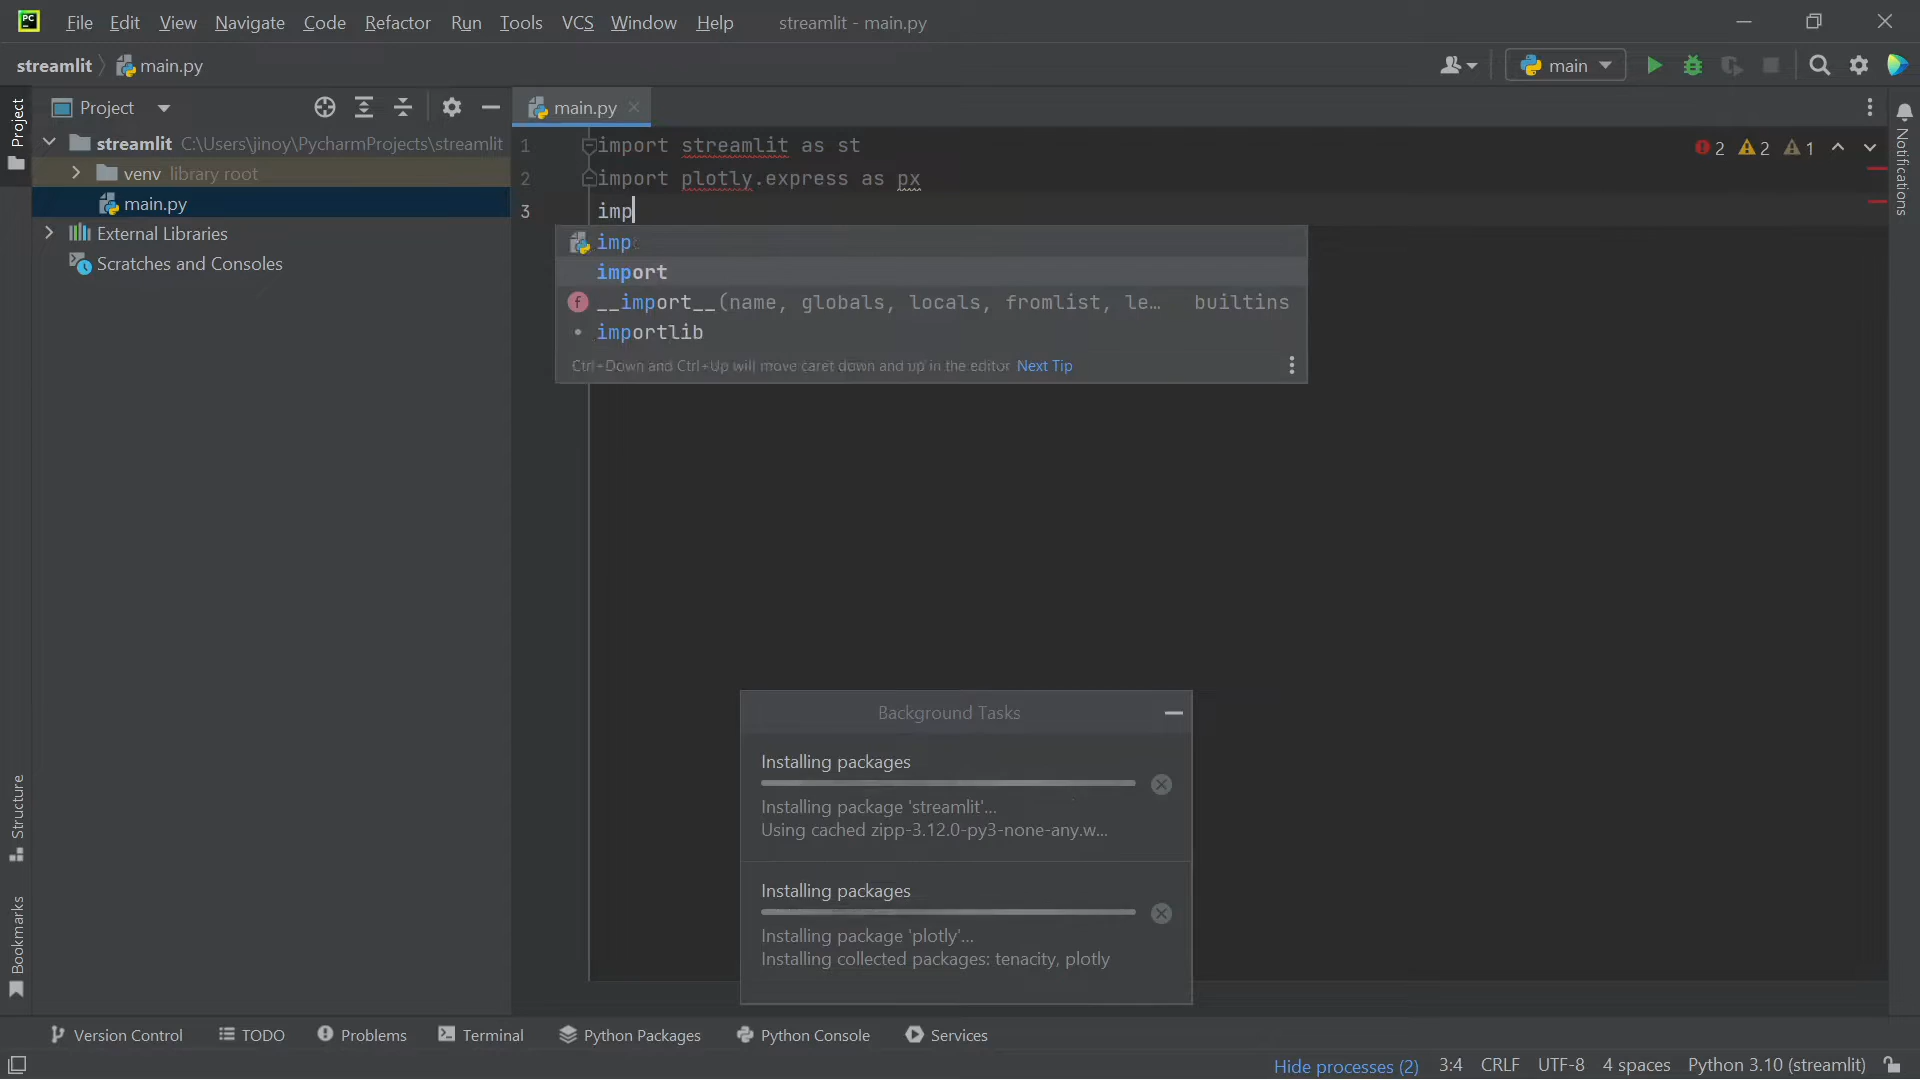 PC File Edit View Navigate Code Refactor Run Tools VCS Window Help streamlit - main.py
streamlit main.py
main
Project
Project
main.py
streamlit C:\Users\jinoy\PycharmProjects\streamlit
venv library root
main.py
External Libraries
Scratches and Consoles
1 import streamlit as st
2 import plotly.express as px
3 imp
2 2 1
imp
import
f __import__(name, globals, locals, fromlist, le… builtins
importlib
Ctrl+Down and Ctrl+Up will move caret down and up in the editor Next Tip
Notifications
Background Tasks
Installing packages
Installing package 'streamlit'...
Using cached zipp-3.12.0-py3-none-any.w...
Installing packages
Installing package 'plotly'...
Installing collected packages: tenacity, plotly
Structure
Bookmarks
Version Control TODO Problems Terminal Python Packages Python Console Services
Hide processes (2) 3:4 CRLF UTF-8 4 spaces Python 3.10 (streamlit)